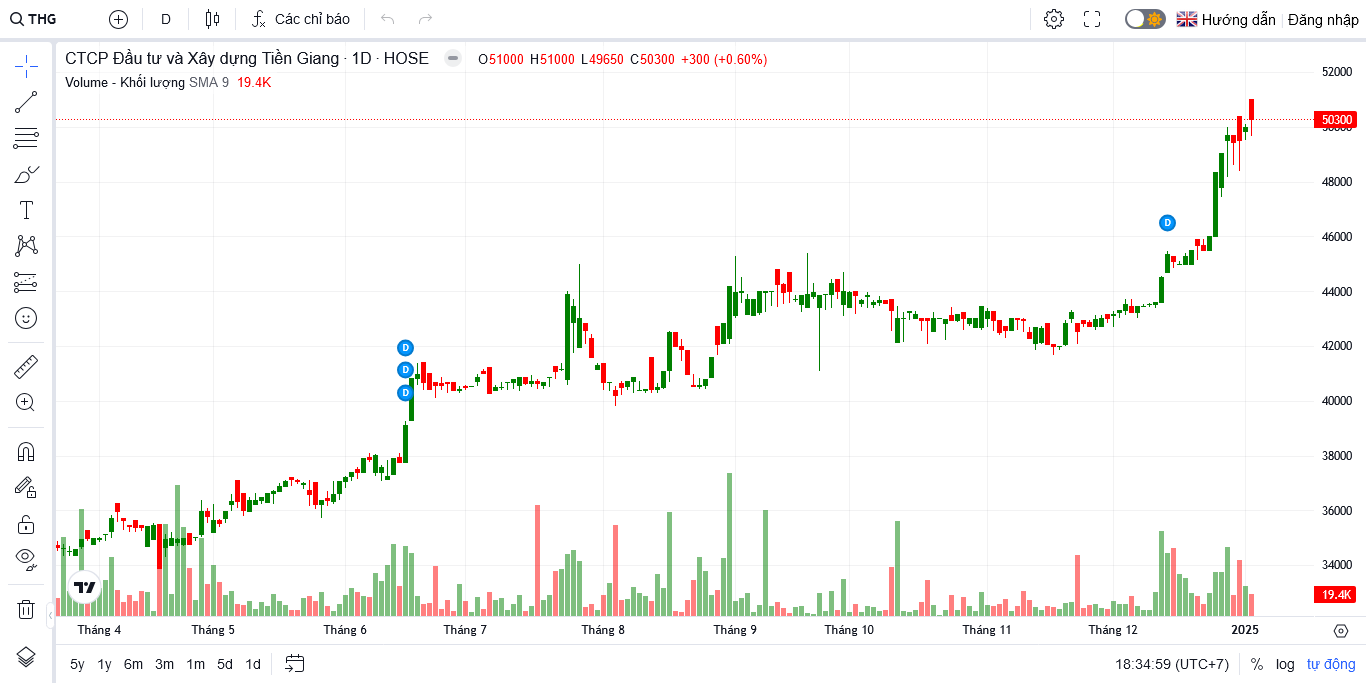 THG D Các chỉ báo Hướng dẫn Đăng nhập
CTCP Đầu tư và Xây dựng Tiền Giang · 1D · HOSE O51000 H51000 L49650 C50300 +300 (+0.60%)
Volume - Khối lượng SMA 9 19.4K
52000
50300
50000
48000
46000
44000
42000
40000
38000
36000
34000
19.4K
D
D
D
D
Tháng 4 Tháng 5 Tháng 6 Tháng 7 Tháng 8 Tháng 9 Tháng 10 Tháng 11 Tháng 12 2025
5y 1y 6m 3m 1m 5d 1d 18:34:59 (UTC+7) % log tự động